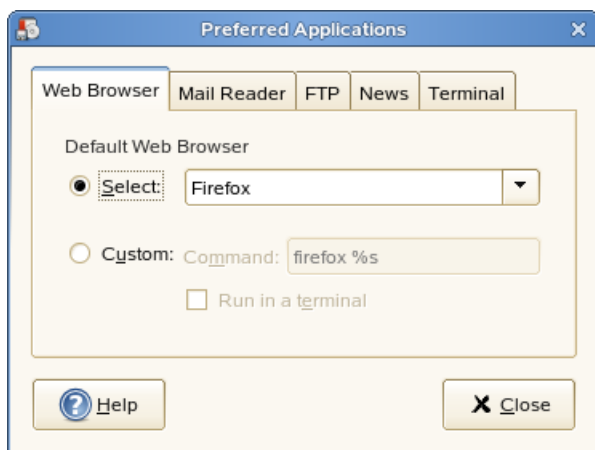 Preferred Applications
Web Browser Mail Reader FTP News Terminal
Default Web Browser
Select: Firefox
Custom: Command: firefox %s
Run in a terminal
Help Close